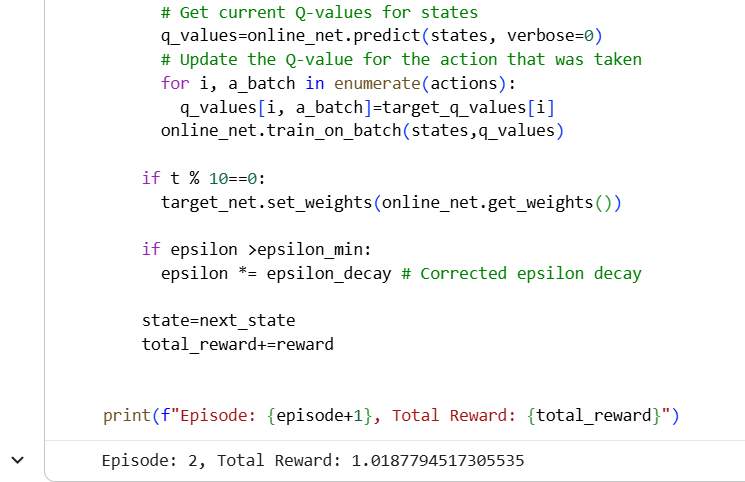 # Get current Q-values for states
q_values=online_net.predict(states, verbose=0)
# Update the Q-value for the action that was taken
for i, a_batch in enumerate(actions):
q_values[i, a_batch]=target_q_values[i]
online_net.train_on_batch(states,q_values)
if t % 10==0:
target_net.set_weights(online_net.get_weights())
if epsilon >epsilon_min:
epsilon *= epsilon_decay # Corrected epsilon decay
state=next_state
total_reward+=reward
print(f"Episode: {episode+1}, Total Reward: {total_reward}")
Episode: 2, Total Reward: 1.0187794517305535